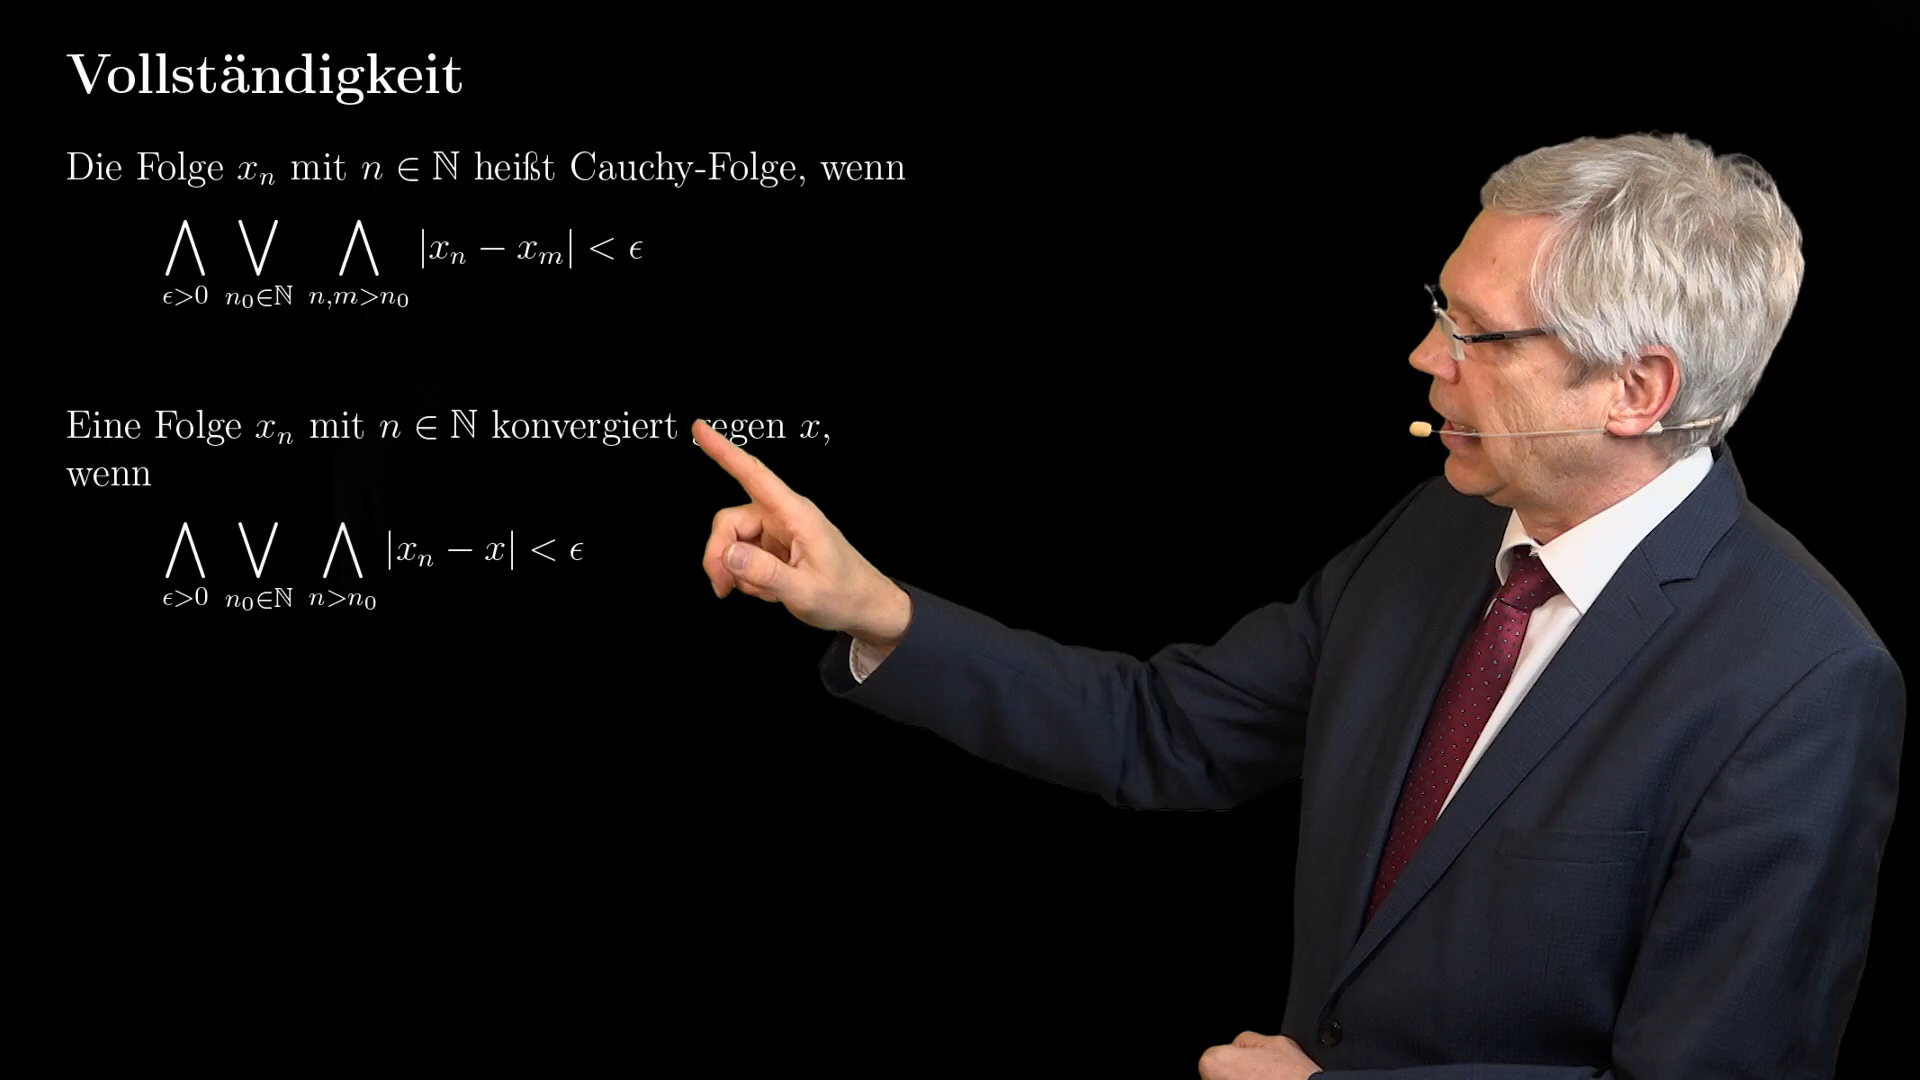 Vollständigkeit
Die Folge xₙ mit n ∈ ℕ heißt Cauchy-Folge, wenn
⋀ ⋁ ⋀ |xₙ − xₘ| < ϵ
ϵ>0 n₀∈ℕ n,m>n₀
Eine Folge xₙ mit n ∈ ℕ konvergiert gegen x,
wenn
⋀ ⋁ ⋀ |xₙ − x| < ϵ
ϵ>0 n₀∈ℕ n>n₀